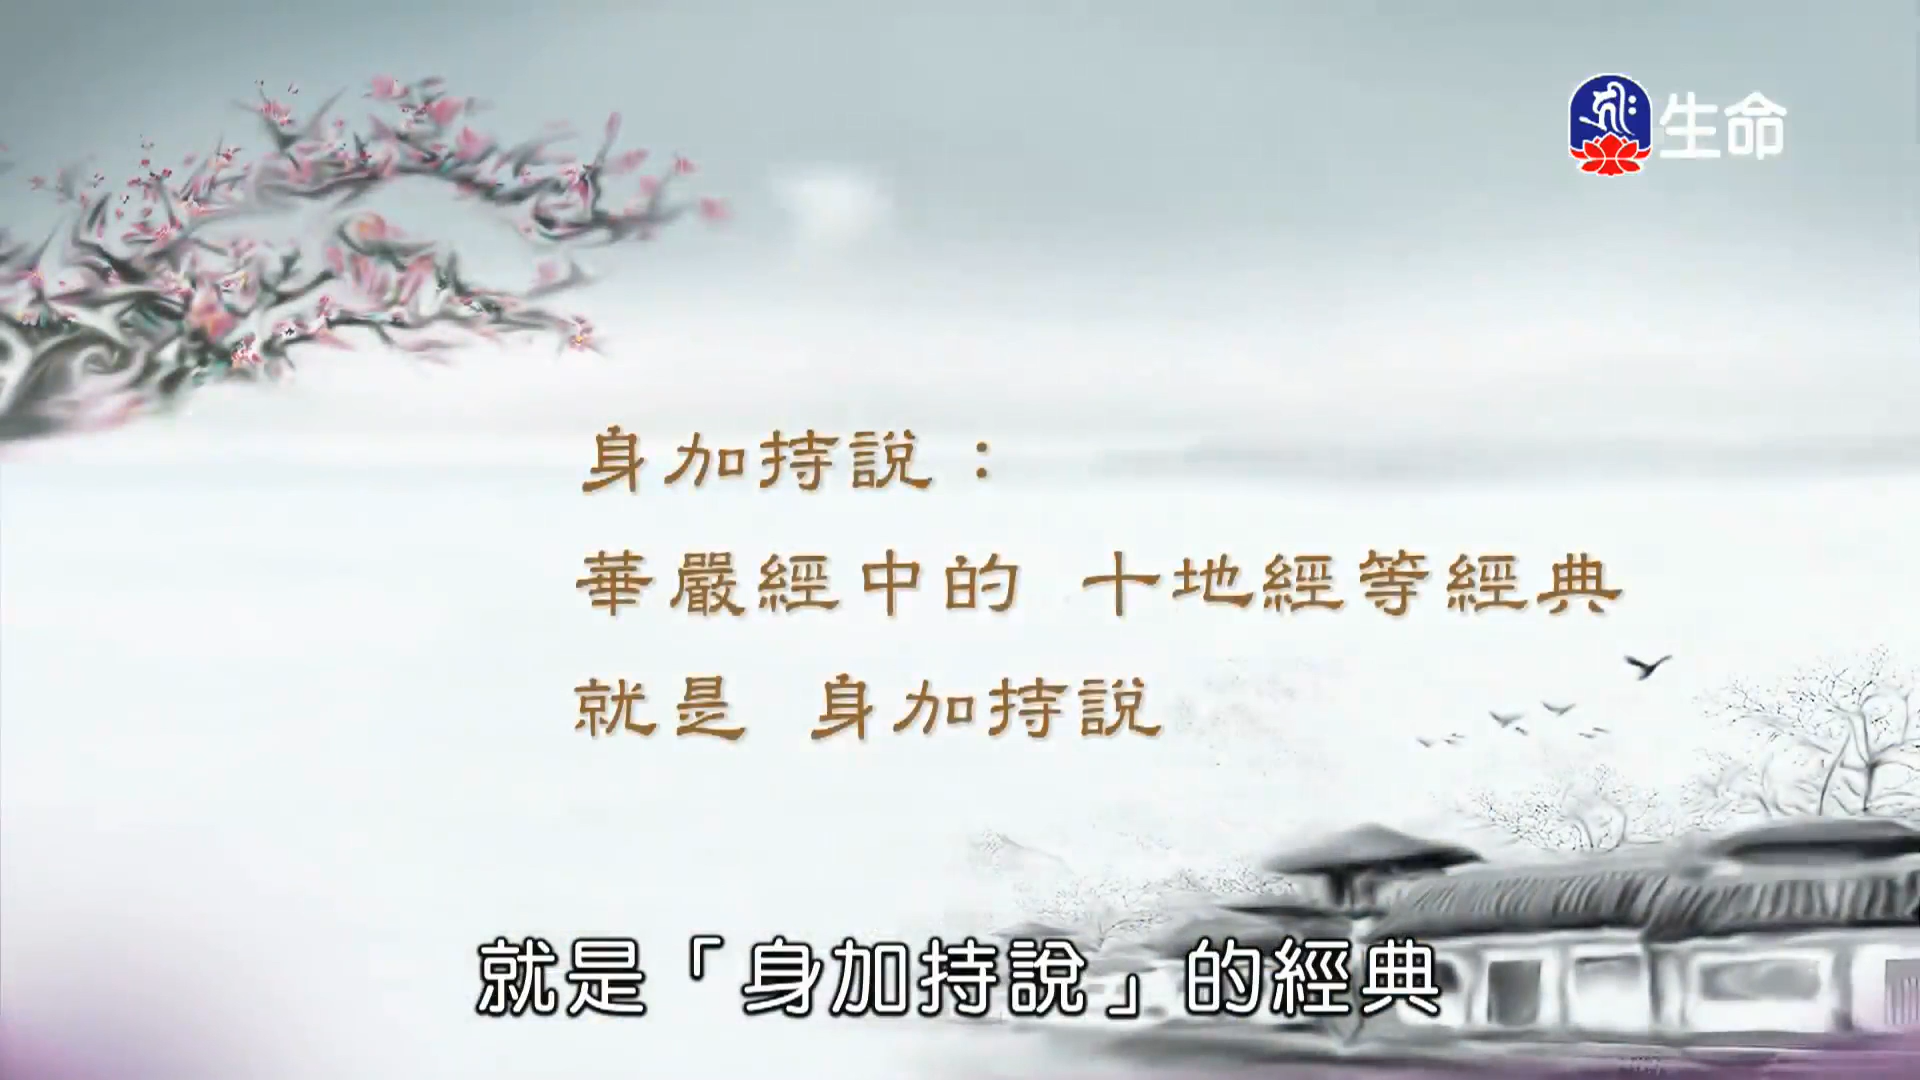 生命
身加持說：
華嚴經中的 十地經等經典
就是 身加持說
就是「身加持說」的經典